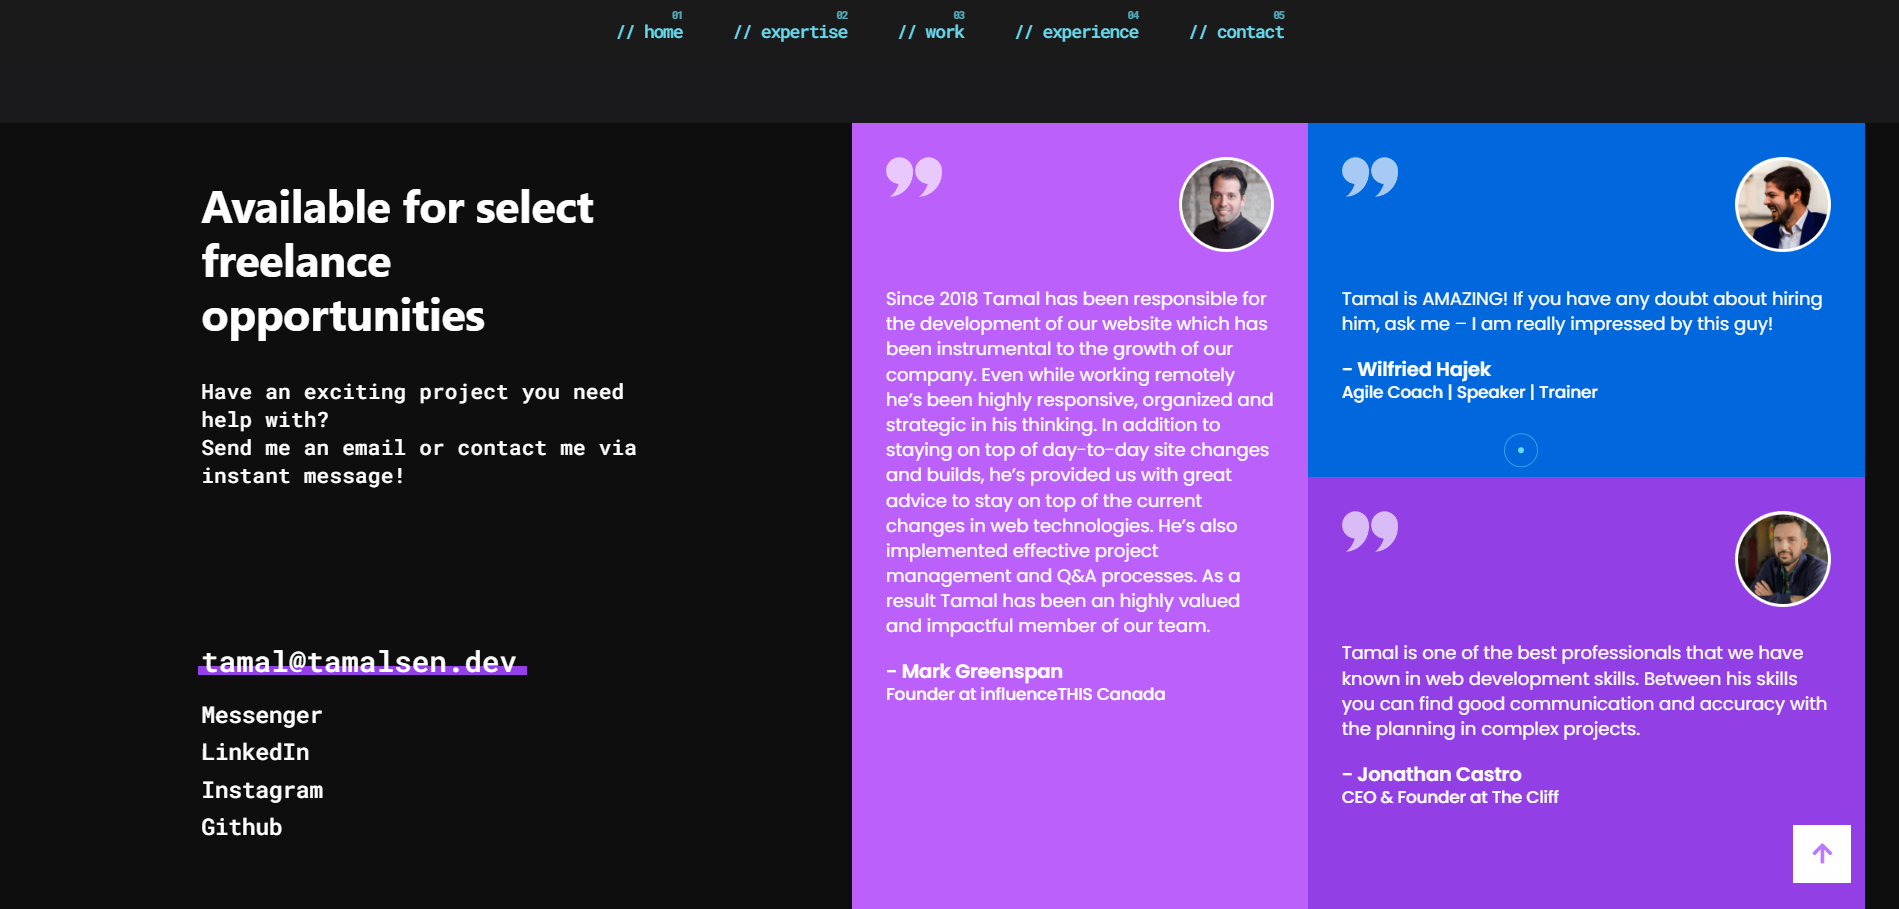 01
// home
02
// expertise
03
// work
04
// experience
05
// contact
Available for select
freelance
opportunities
Have an exciting project you need
help with?
Send me an email or contact me via
instant message!
tamal@tamalsen.dev
Messenger
LinkedIn
Instagram
Github
Since 2018 Tamal has been responsible for
the development of our website which has
been instrumental to the growth of our
company. Even while working remotely
he’s been highly responsive, organized and
strategic in his thinking. In addition to
staying on top of day-to-day site changes
and builds, he’s provided us with great
advice to stay on top of the current
changes in web technologies. He’s also
implemented effective project
management and Q&A processes. As a
result Tamal has been an highly valued
and impactful member of our team.
– Mark Greenspan
Founder at influenceTHIS Canada
Tamal is AMAZING! If you have any doubt about hiring
him, ask me – I am really impressed by this guy!
– Wilfried Hajek
Agile Coach | Speaker | Trainer
Tamal is one of the best professionals that we have
known in web development skills. Between his skills
you can find good communication and accuracy with
the planning in complex projects.
– Jonathan Castro
CEO & Founder at The Cliff